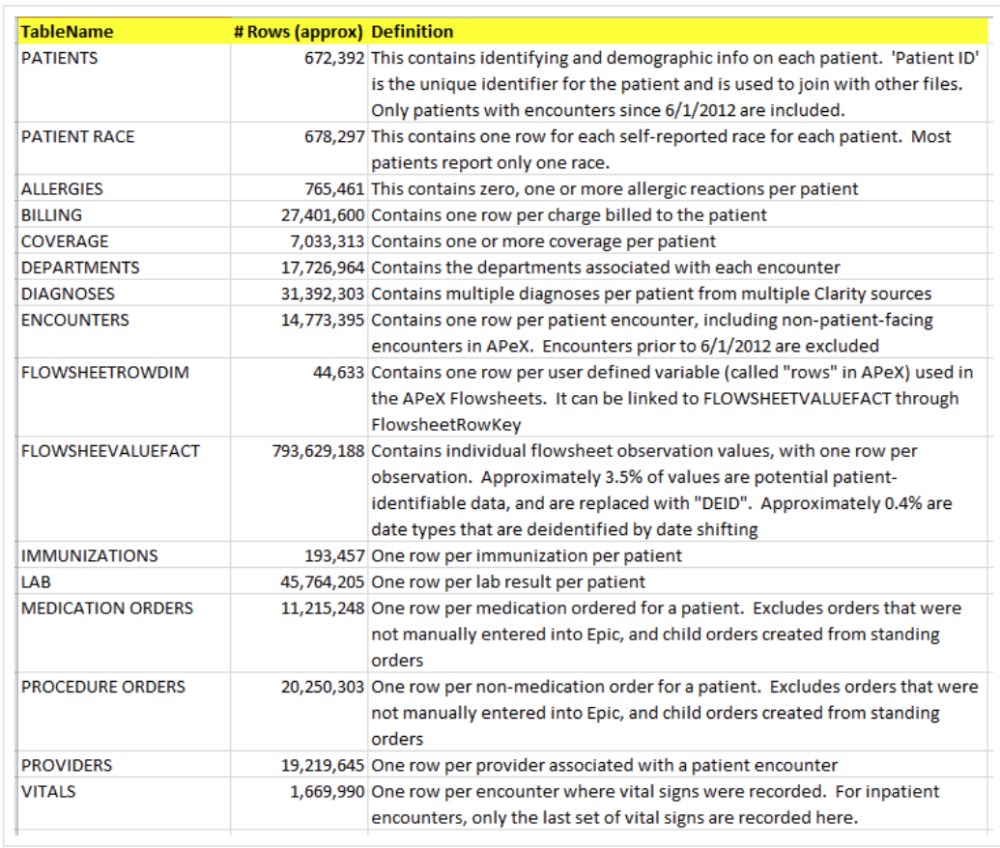 TableName # Rows (approx) Definition
PATIENTS 672,392 This contains identifying and demographic info on each patient. 'Patient ID'
is the unique identifier for the patient and is used to join with other files.
Only patients with encounters since 6/1/2012 are included.
PATIENT RACE 678,297 This contains one row for each self-reported race for each patient. Most
patients report only one race.
ALLERGIES 765,461 This contains zero, one or more allergic reactions per patient
BILLING 27,401,600 Contains one row per charge billed to the patient
COVERAGE 7,033,313 Contains one or more coverage per patient
DEPARTMENTS 17,726,964 Contains the departments associated with each encounter
DIAGNOSES 31,392,303 Contains multiple diagnoses per patient from multiple Clarity sources
ENCOUNTERS 14,773,395 Contains one row per patient encounter, including non-patient-facing
encounters in APeX. Encounters prior to 6/1/2012 are excluded
FLOWSHEETROWDIM 44,633 Contains one row per user defined variable (called "rows" in APeX) used in
the APeX Flowsheets. It can be linked to FLOWSHEETVALUEFACT through
FlowsheetRowKey
FLOWSHEEVALUEFACT 793,629,188 Contains individual flowsheet observation values, with one row per
observation. Approximately 3.5% of values are potential patient-
identifiable data, and are replaced with "DEID". Approximately 0.4% are
date types that are deidentified by date shifting
IMMUNIZATIONS 193,457 One row per immunization per patient
LAB 45,764,205 One row per lab result per patient
MEDICATION ORDERS 11,215,248 One row per medication ordered for a patient. Excludes orders that were
not manually entered into Epic, and child orders created from standing
orders
PROCEDURE ORDERS 20,250,303 One row per non-medication order for a patient. Excludes orders that were
not manually entered into Epic, and child orders created from standing
orders
PROVIDERS 19,219,645 One row per provider associated with a patient encounter
VITALS 1,669,990 One row per encounter where vital signs were recorded. For inpatient
encounters, only the last set of vital signs are recorded here.